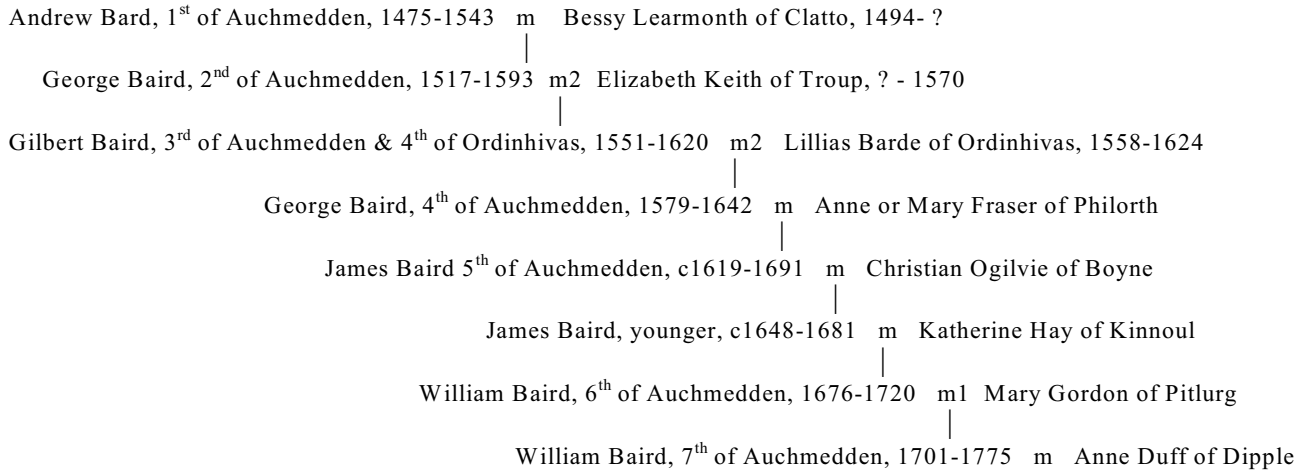 Andrew Bard, 1st of Auchmedden, 1475-1543 m Bessy Learmonth of Clatto, 1494- ?
George Baird, 2nd of Auchmedden, 1517-1593 m2 Elizabeth Keith of Troup, ? - 1570
Gilbert Baird, 3rd of Auchmedden & 4th of Ordinhivas, 1551-1620 m2 Lillias Barde of Ordinhivas, 1558-1624
George Baird, 4th of Auchmedden, 1579-1642 m Anne or Mary Fraser of Philorth
James Baird 5th of Auchmedden, c1619-1691 m Christian Ogilvie of Boyne
James Baird, younger, c1648-1681 m Katherine Hay of Kinnoul
William Baird, 6th of Auchmedden, 1676-1720 m1 Mary Gordon of Pitlurg
William Baird, 7th of Auchmedden, 1701-1775 m Anne Duff of Dipple